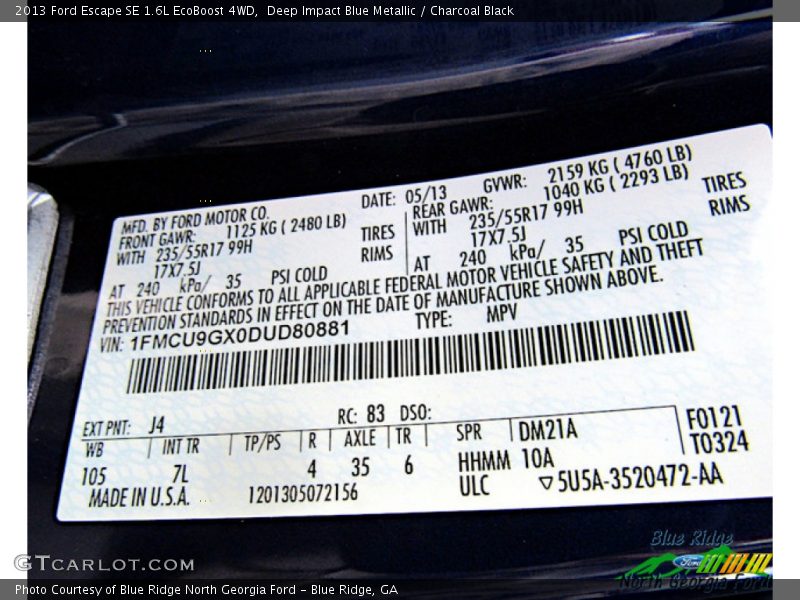 2013 Ford Escape SE 1.6L EcoBoost 4WD,  Deep Impact Blue Metallic / Charcoal Black
MFD. BY FORD MOTOR CO. DATE: 05/13 GVWR: 2159 KG ( 4760 LB)
FRONT GAWR: 1125 KG ( 2480 LB) REAR GAWR: 1040 KG ( 2293 LB)
WITH 235/55R17 99H TIRES WITH 235/55R17 99H TIRES
17X7.5J RIMS 17X7.5J RIMS
AT 240 kPa/ 35 PSI COLD AT 240 kPa/ 35 PSI COLD
THIS VEHICLE CONFORMS TO ALL APPLICABLE FEDERAL MOTOR VEHICLE SAFETY AND THEFT
PREVENTION STANDARDS IN EFFECT ON THE DATE OF MANUFACTURE SHOWN ABOVE.
VIN: 1FMCU9GX0DUD80881 TYPE: MPV
EXT PNT: J4 RC: 83 DSO:
WB INT TR TP/PS R AXLE TR SPR DM21A F0121
105 7L 4 35 6 HHMM 10A T0324
MADE IN U.S.A. 1201305072156 ULC ▽5U5A-3520472-AA
Blue Ridge
Ford
North Georgia Ford
GTcarlot.com
Photo Courtesy of Blue Ridge North Georgia Ford - Blue Ridge, GA